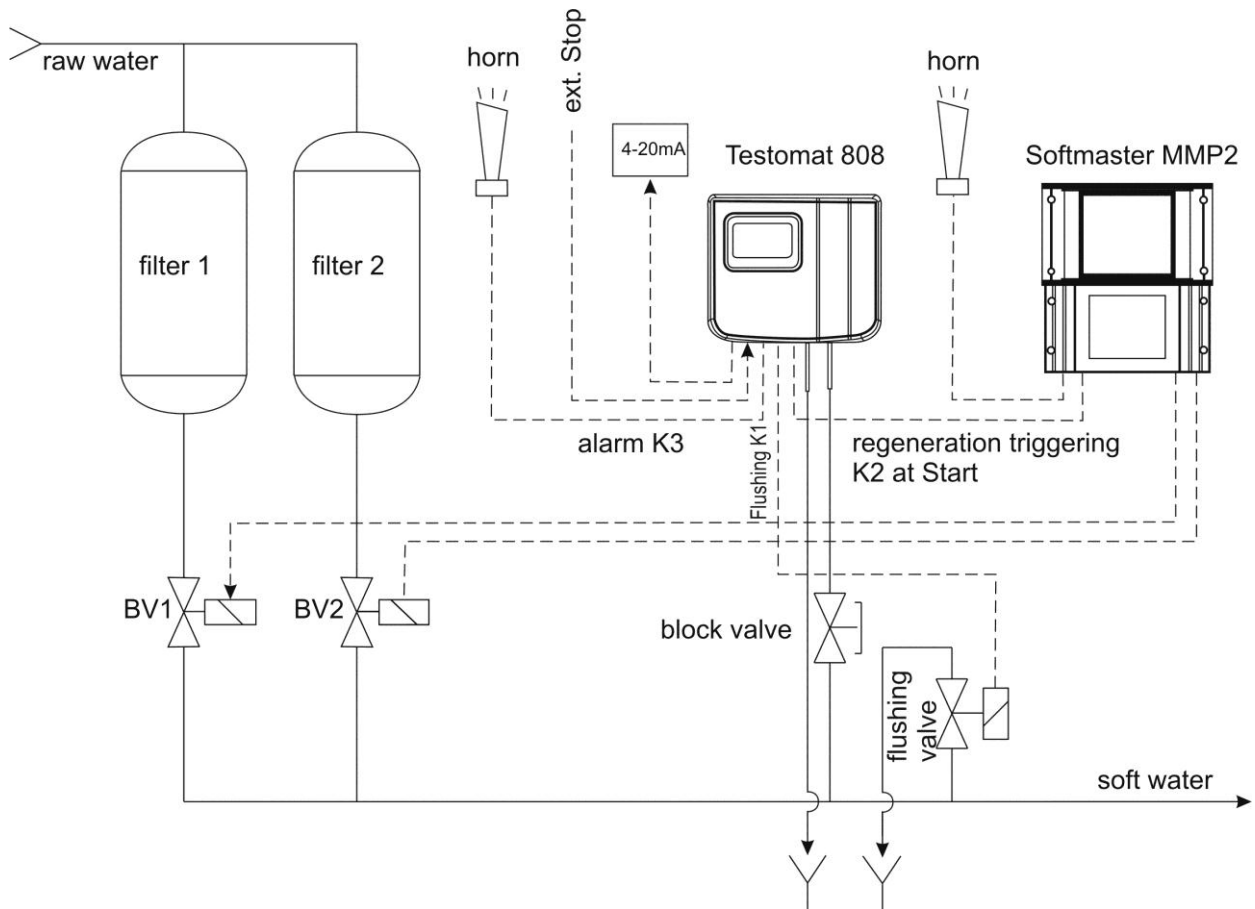 raw water
horn
ext. Stop
horn
4-20mA
Testomat 808
Softmaster MMP2
filter 1
filter 2
alarm K3
Flushing K1
regeneration triggering
K2 at Start
BV1
BV2
block valve
flushing
valve
soft water